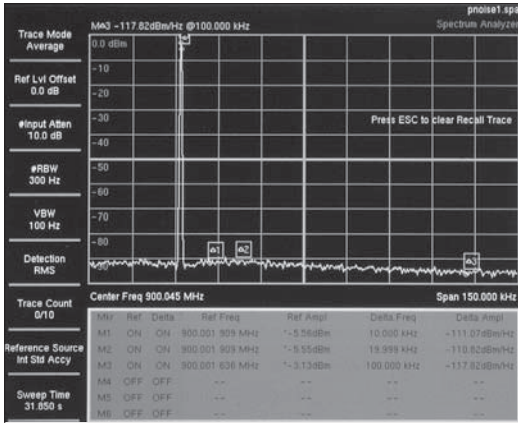 pnoise1.spa
Spectrum Analyzer
Trace Mode
Average
Ref Lvl Offset
0.0 dB
#Input Atten
10.0 dB
#RBW
300 Hz
VBW
100 Hz
Detection
RMS
Trace Count
0/10
Reference Source
Int Std Accy
Sweep Time
31.850 s
M3 -117.82dBm/Hz @100.000 kHz
0.0 dBm
-10
-20
-30
Press ESC to clear Recall Trace
-40
-50
-60
-70
-80
1
2
3
Center Freq 900.045 MHz
Span 150.000 kHz
Mkr Ref Delta Ref Freq Ref Ampl Delta Freq Delta Ampl
M1 ON ON 900.001 909 MHz *-5.56dBm 10.000 kHz -111.07dBm/Hz
M2 ON ON 900.001 909 MHz *-5.55dBm 19.999 kHz -110.82dBm/Hz
M3 ON ON 900.001 636 MHz *-3.13dBm 100.000 kHz -117.82dBm/Hz
M4 OFF OFF -- -- -- --
M5 OFF OFF -- -- -- --
M6 OFF OFF -- -- -- --